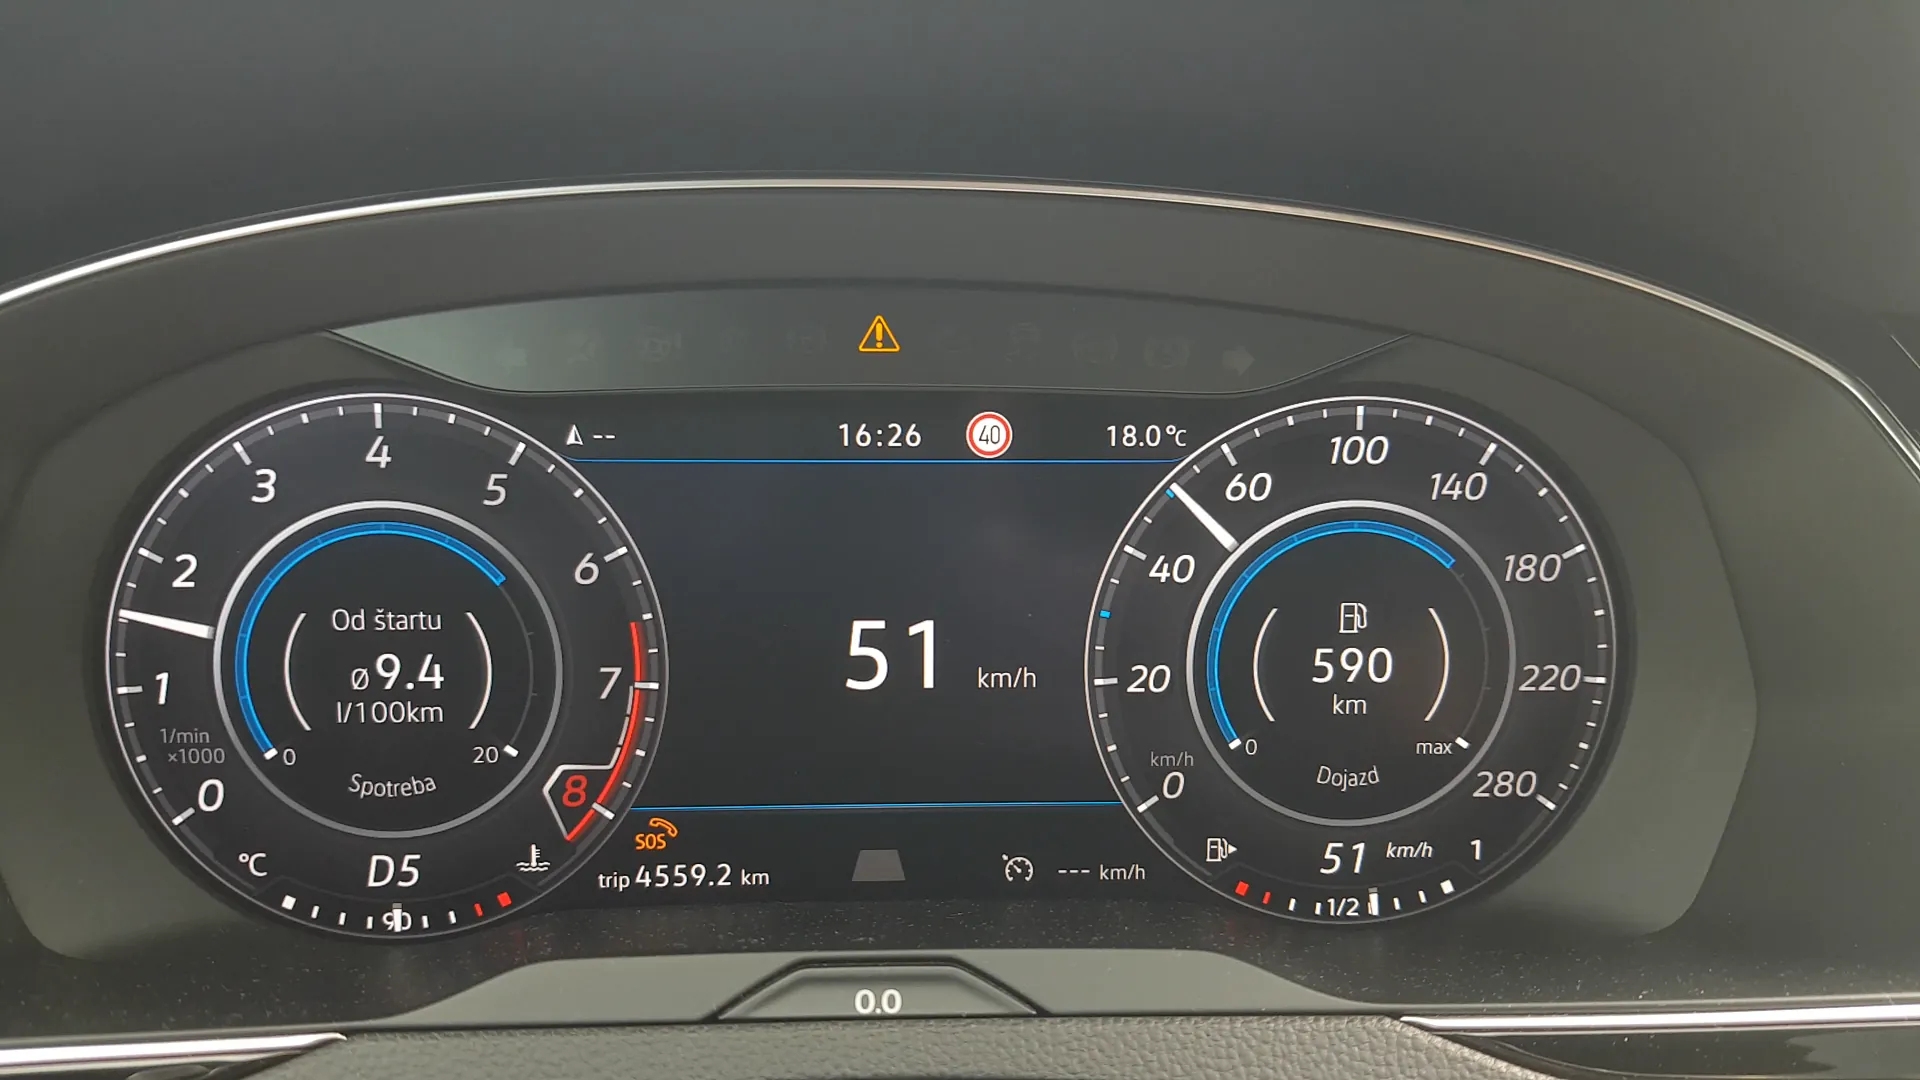 -- 16:26 40 18.0°C
4
3
5
2
6
1
7
1/min
×1000
0
8
Od štartu
ø9.4
l/100km
0 20
Spotreba
°C D5
90
51 km/h
SOS
trip 4559.2 km
--- km/h
100
60
140
40
180
20
220
km/h
0
280
590
km
0 max
Dojazd
51 km/h 1
1/2
0.0